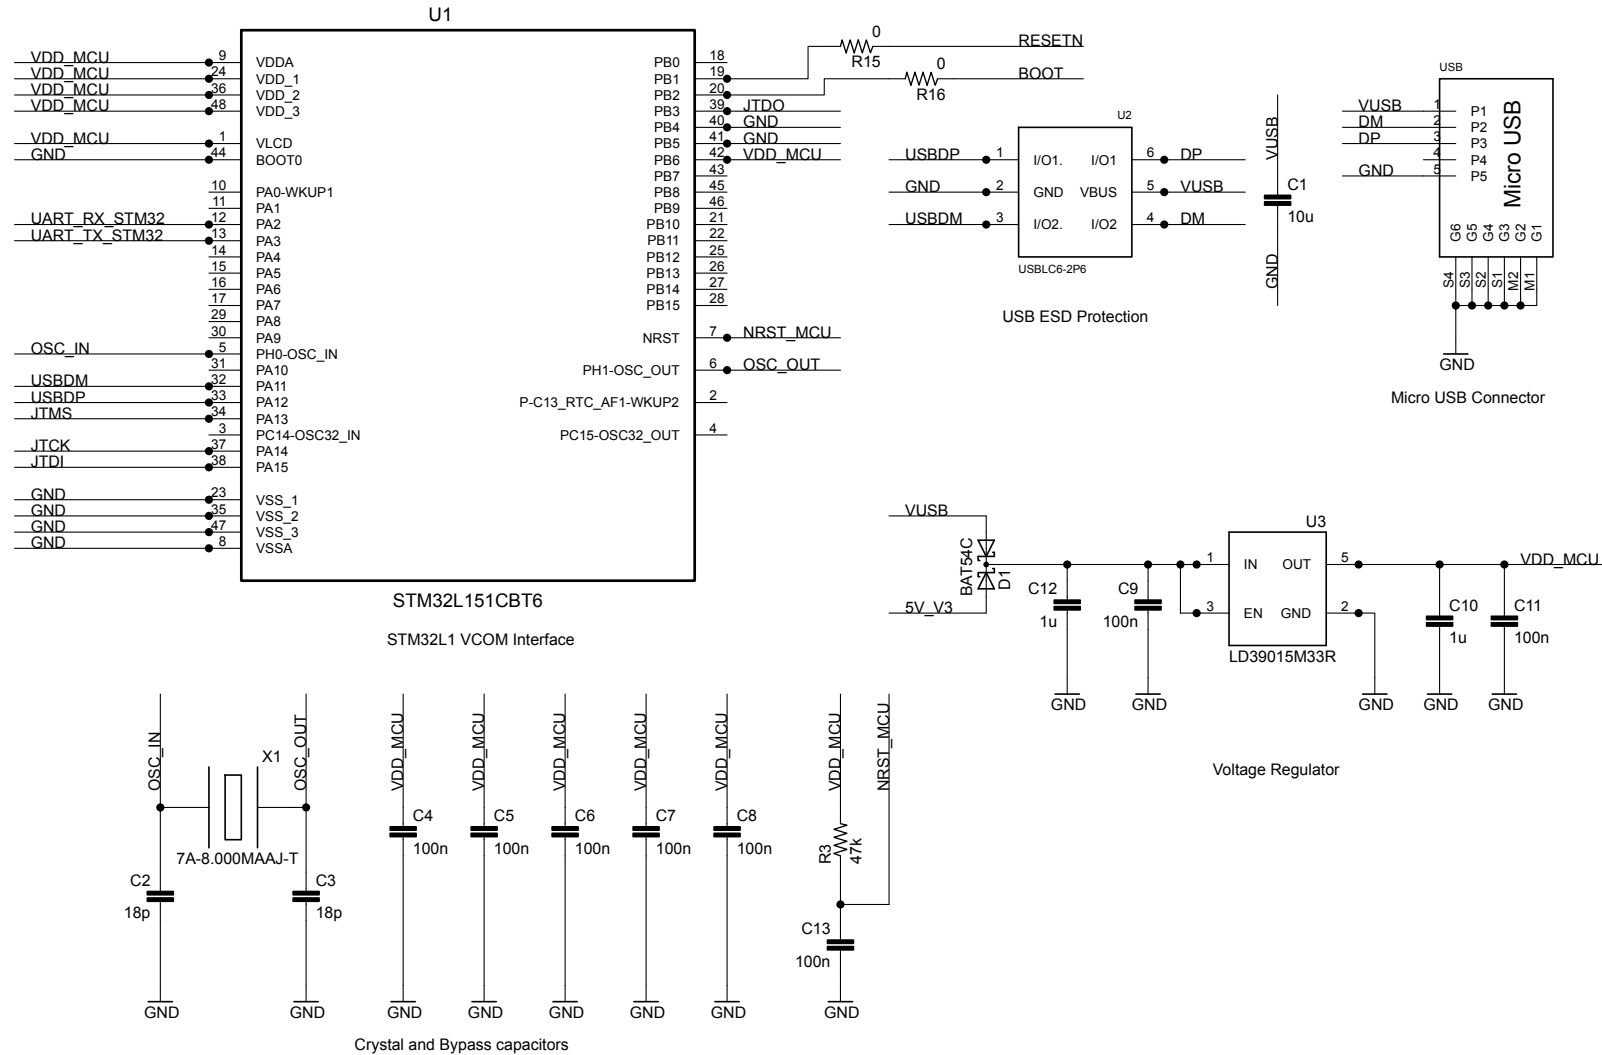 U1
VDD_MCU 9 VDDA
VDD_MCU 24 VDD_1
VDD_MCU 36 VDD_2
VDD_MCU 48 VDD_3
VDD_MCU 1 VLCD
GND 44 BOOT0
10 PA0-WKUP1
11 PA1
UART_RX_STM32 12 PA2
UART_TX_STM32 13 PA3
14 PA4
15 PA5
16 PA6
17 PA7
29 PA8
30 PA9
OSC_IN 5 PH0-OSC_IN
31 PA10
USBDM 32 PA11
USBDP 33 PA12
JTMS 34 PA13
3 PC14-OSC32_IN
JTCK 37 PA14
JTDI 38 PA15
GND 23 VSS_1
GND 35 VSS_2
GND 47 VSS_3
GND 8 VSSA
PB0 18
PB1 19
PB2 20
PB3 39 JTDO
PB4 40 GND
PB5 41 GND
PB6 42 VDD_MCU
PB7 43
PB8 45
PB9 46
PB10 21
PB11 22
PB12 25
PB13 26
PB14 27
PB15 28
NRST 7 NRST_MCU
PH1-OSC_OUT 6 OSC_OUT
P-C13_RTC_AF1-WKUP2 2
PC15-OSC32_OUT 4
STM32L151CBT6
STM32L1 VCOM Interface
0
R15
RESETN
0
R16
BOOT
U2
USBDP 1 I/O1. I/O1 6 DP
GND 2 GND VBUS 5 VUSB
USBDM 3 I/O2. I/O2 4 DM
USBLC6-2P6
USB ESD Protection
VUSB
C1
10u
GND
USB
VUSB 1 P1
DM 2 P2
DP 3 P3
4 P4
GND 5 P5
Micro USB
G6 G5 G4 G3 G2 G1
S4 S3 S2 S1 M2 M1
GND
Micro USB Connector
VUSB
BAT54C
D1
5V_V3
C12
1u
C9
100n
U3
1 IN OUT 5
3 EN GND 2
LD39015M33R
VDD_MCU
C10
1u
C11
100n
GND GND GND GND GND
Voltage Regulator
OSC_IN
X1
OSC_OUT
7A-8.000MAAJ-T
C2
18p
C3
18p
VDD_MCU
C4
100n
VDD_MCU
C5
100n
VDD_MCU
C6
100n
VDD_MCU
C7
100n
VDD_MCU
C8
100n
VDD_MCU
NRST_MCU
R3
47k
C13
100n
GND GND GND GND GND GND GND GND
Crystal and Bypass capacitors